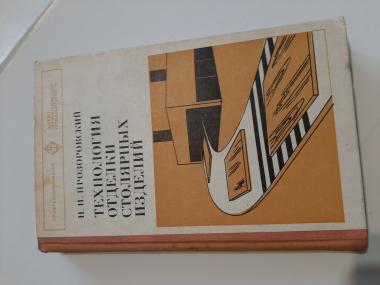 Н. И. ПРОЗОРОВСКИЙ
ТЕХНОЛОГИЯ
ОТДЕЛКИ
СТОЛЯРНЫХ
ИЗДЕЛИЙ